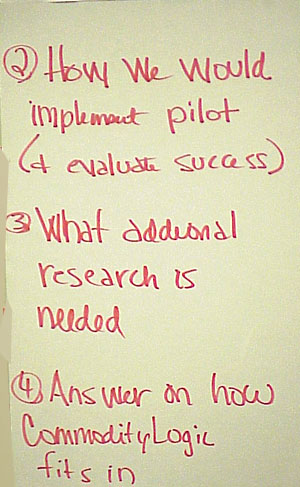 ② How We Would
implement pilot
(+ evaluate success)
③ What addional
research is
needed
④ Answer on how
CommodityLogic
fits in